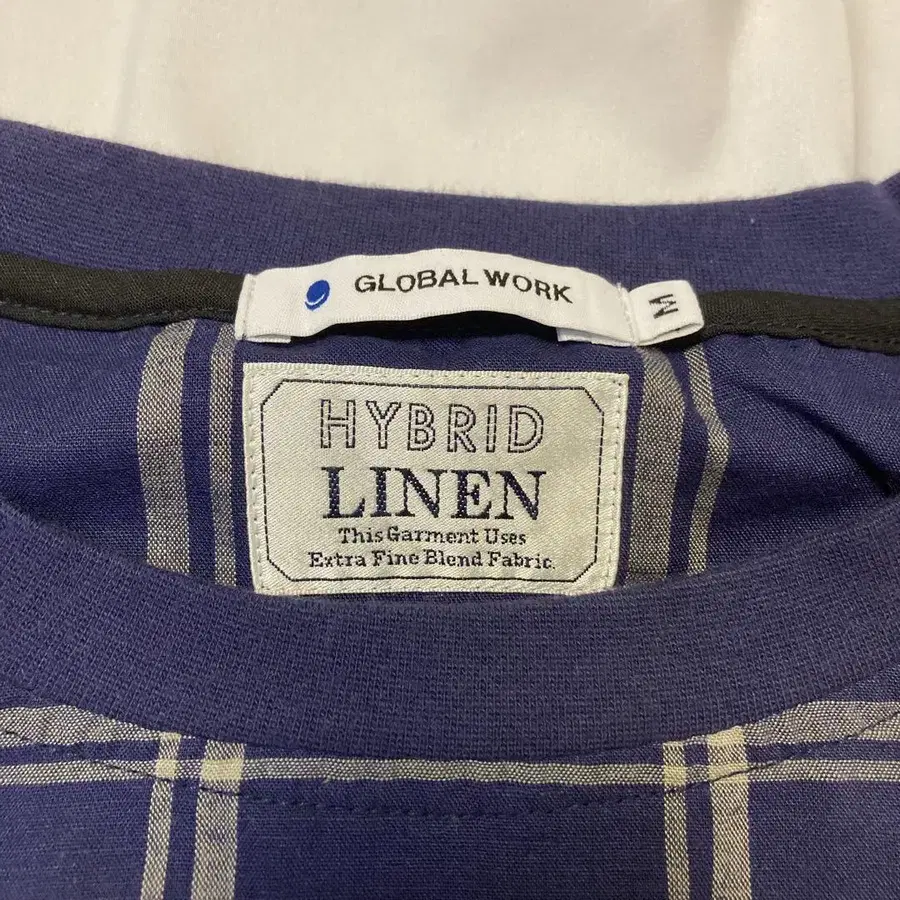 GLOBAL WORK
M
HYBRID
LINEN
This Garment Uses
Extra Fine Blend Fabric.